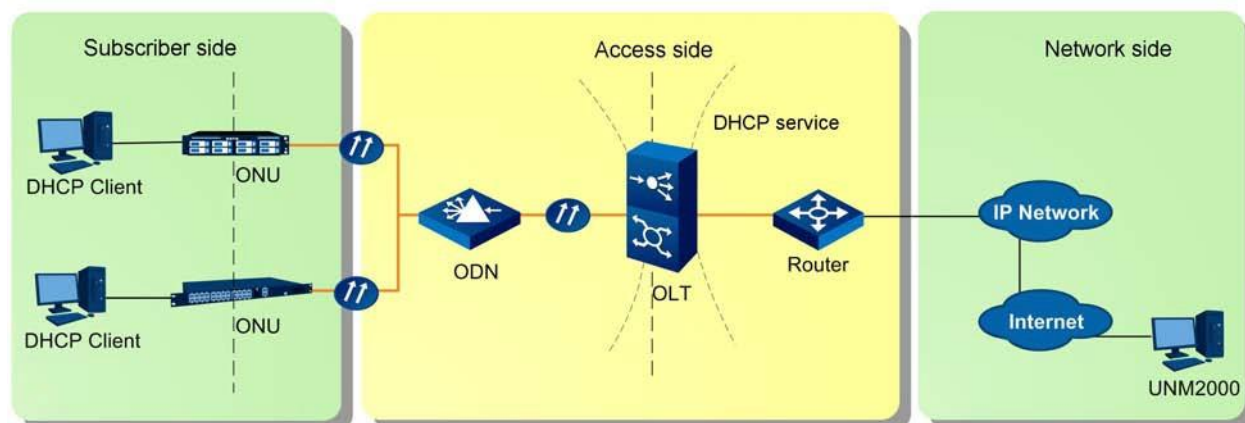 Subscriber side
Access side
Network side
DHCP service
DHCP Client
ONU
ODN
OLT
Router
IP Network
DHCP Client
ONU
Internet
UNM2000